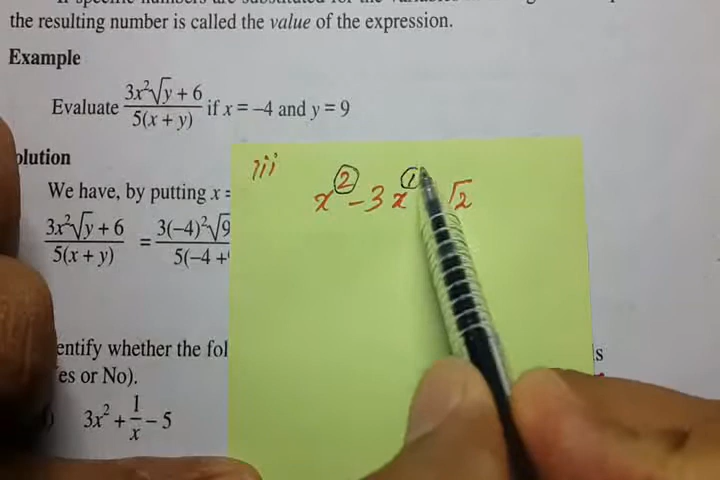 the resulting number is called the value of the expression.
Example
Evaluate (3x²√y + 6)/(5(x + y)) if x = –4 and y = 9
olution
We have, by putting x =
(3x²√y + 6)/(5(x + y)) = (3(–4)²√9)/(5(–4 +
iii
x² – 3x¹ √2
entify whether the fol
s
es or No).
3x² + 1/x – 5